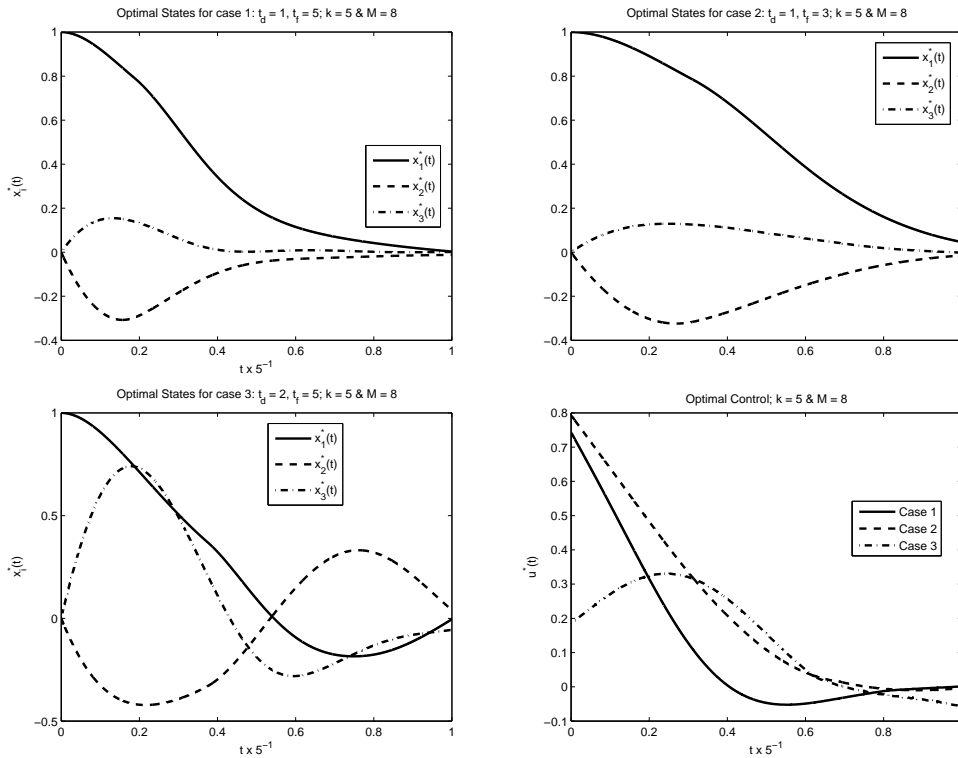 Optimal States for case 1: t_d = 1, t_f = 5; k = 5 & M = 8
1
0.8
0.6
0.4
0.2
0
−0.2
−0.4
x_i^*(t)
x_1^*(t)
x_2^*(t)
x_3^*(t)
0 0.2 0.4 0.6 0.8 1
t x 5^−1
Optimal States for case 2: t_d = 1, t_f = 3; k = 5 & M = 8
1
0.8
0.6
0.4
0.2
0
−0.2
−0.4
x_1^*(t)
x_2^*(t)
x_3^*(t)
0 0.2 0.4 0.6 0.8
Optimal States for case 3: t_d = 2, t_f = 5; k = 5 & M = 8
1
0.5
0
−0.5
x_i^*(t)
x_1^*(t)
x_2^*(t)
x_3^*(t)
0 0.2 0.4 0.6 0.8 1
t x 5^−1
Optimal Control; k = 5 & M = 8
0.8
0.7
0.6
0.5
0.4
0.3
0.2
0.1
0
−0.1
u^*(t)
Case 1
Case 2
Case 3
0 0.2 0.4 0.6 0.8
t x 5^−1